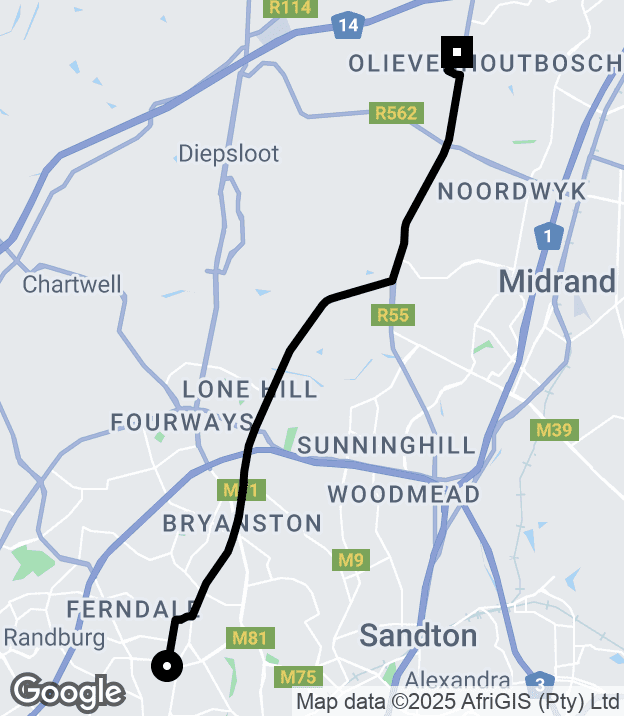 R114
14
OLIEVENHOUTBOSCH
R562
Diepsloot
NOORDWYK
1
Chartwell
Midrand
R55
LONE HILL
FOURWAYS
M39
SUNNINGHILL
M71
WOODMEAD
BRYANSTON
M9
FERNDALE
Randburg
M81
Sandton
M75
Alexandra
3
Google
Map data ©2025 AfriGIS (Pty) Ltd